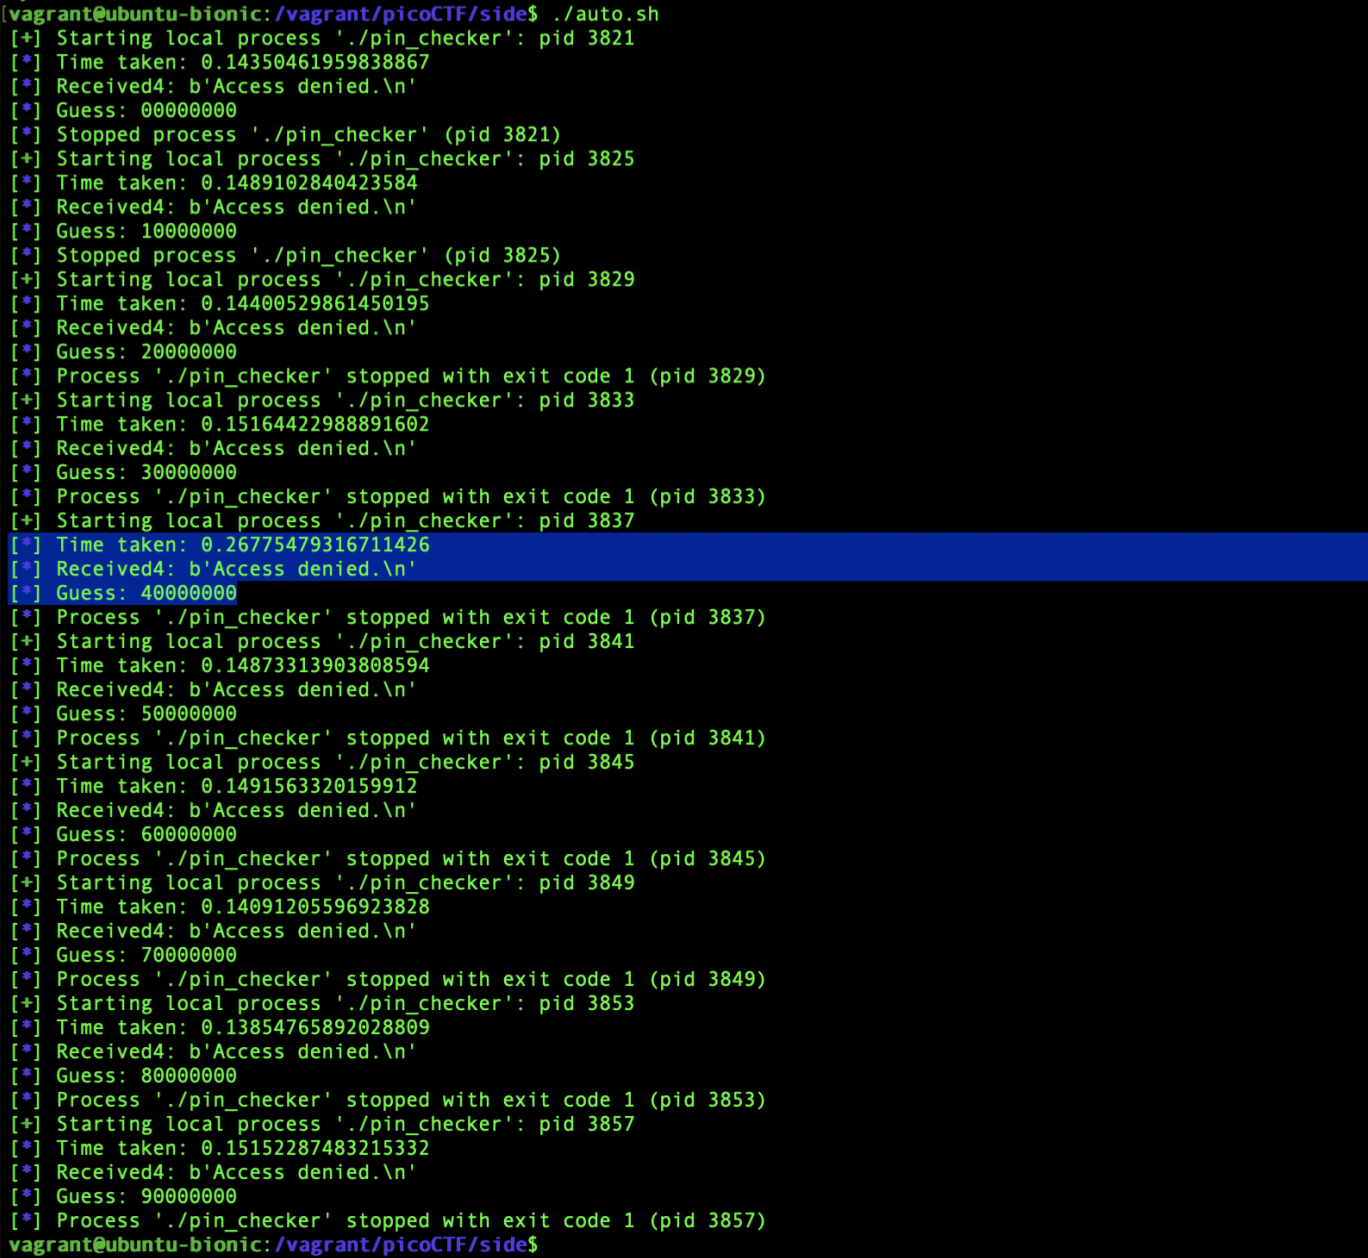 [vagrant@ubuntu-bionic:/vagrant/picoCTF/side$ ./auto.sh
[+] Starting local process './pin_checker': pid 3821
[*] Time taken: 0.14350461959838867
[*] Received4: b'Access denied.\n'
[*] Guess: 00000000
[*] Stopped process './pin_checker' (pid 3821)
[+] Starting local process './pin_checker': pid 3825
[*] Time taken: 0.1489102840423584
[*] Received4: b'Access denied.\n'
[*] Guess: 10000000
[*] Stopped process './pin_checker' (pid 3825)
[+] Starting local process './pin_checker': pid 3829
[*] Time taken: 0.14400529861450195
[*] Received4: b'Access denied.\n'
[*] Guess: 20000000
[*] Process './pin_checker' stopped with exit code 1 (pid 3829)
[+] Starting local process './pin_checker': pid 3833
[*] Time taken: 0.15164422988891602
[*] Received4: b'Access denied.\n'
[*] Guess: 30000000
[*] Process './pin_checker' stopped with exit code 1 (pid 3833)
[+] Starting local process './pin_checker': pid 3837
[*] Time taken: 0.26775479316711426
[*] Received4: b'Access denied.\n'
[*] Guess: 40000000
[*] Process './pin_checker' stopped with exit code 1 (pid 3837)
[+] Starting local process './pin_checker': pid 3841
[*] Time taken: 0.14873313903808594
[*] Received4: b'Access denied.\n'
[*] Guess: 50000000
[*] Process './pin_checker' stopped with exit code 1 (pid 3841)
[+] Starting local process './pin_checker': pid 3845
[*] Time taken: 0.1491563320159912
[*] Received4: b'Access denied.\n'
[*] Guess: 60000000
[*] Process './pin_checker' stopped with exit code 1 (pid 3845)
[+] Starting local process './pin_checker': pid 3849
[*] Time taken: 0.14091205596923828
[*] Received4: b'Access denied.\n'
[*] Guess: 70000000
[*] Process './pin_checker' stopped with exit code 1 (pid 3849)
[+] Starting local process './pin_checker': pid 3853
[*] Time taken: 0.13854765892028809
[*] Received4: b'Access denied.\n'
[*] Guess: 80000000
[*] Process './pin_checker' stopped with exit code 1 (pid 3853)
[+] Starting local process './pin_checker': pid 3857
[*] Time taken: 0.15152287483215332
[*] Received4: b'Access denied.\n'
[*] Guess: 90000000
[*] Process './pin_checker' stopped with exit code 1 (pid 3857)
vagrant@ubuntu-bionic:/vagrant/picoCTF/side$